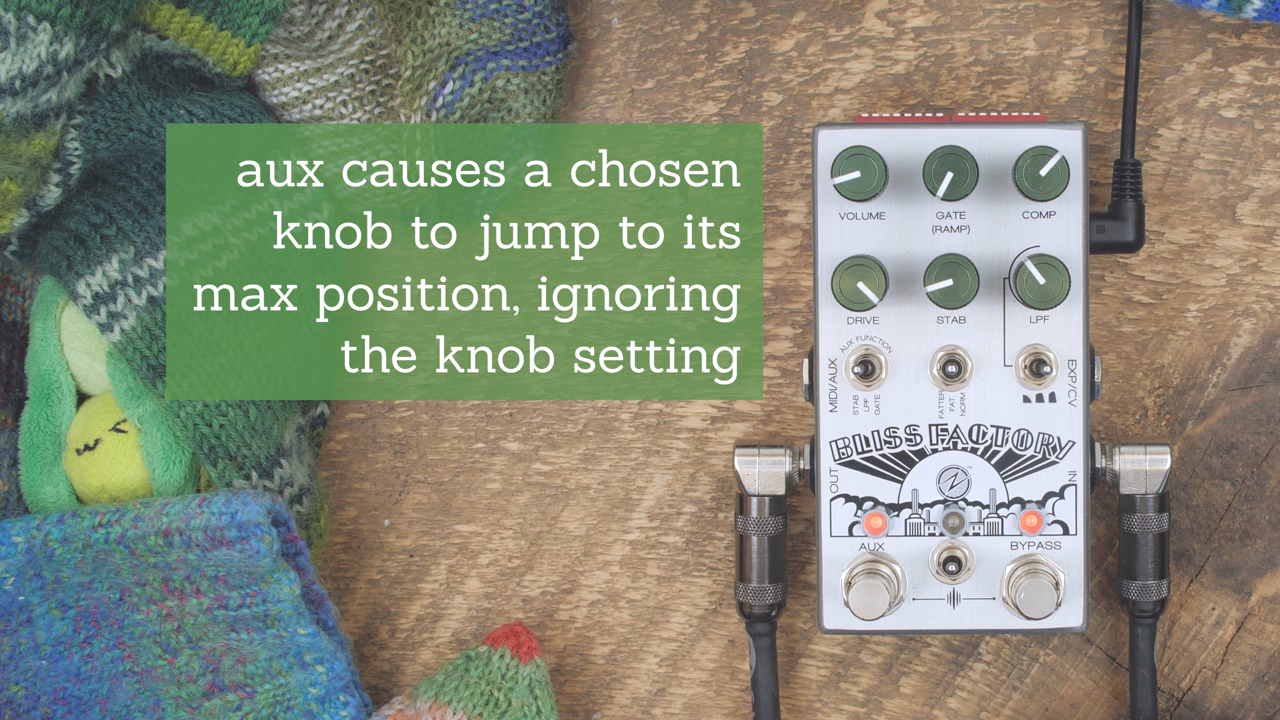 aux causes a chosen
knob to jump to its
max position, ignoring
the knob setting
VOLUME
GATE
(RAMP)
COMP
DRIVE
STAB
LPF
AUX FUNCTION
MIDI/AUX
STAB
LPF
GATE
FATTER
FAT
NORM
EXP/CV
BLISS FACTORY
OUT
IN
AUX
BYPASS